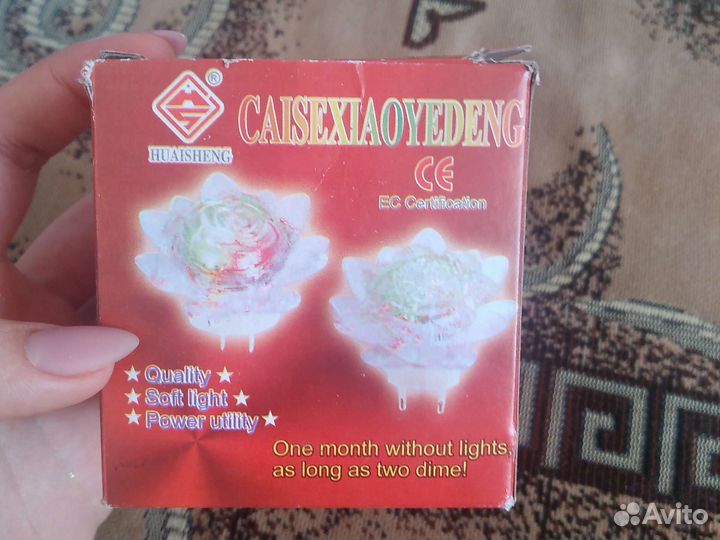 ®
HUAISHENG
CAISEXIAOYEDENG
CE
EC Certification
★ Quality ★
★ Soft light ★
★ Power utility ★
One month without lights,
as long as two dime!
Avito